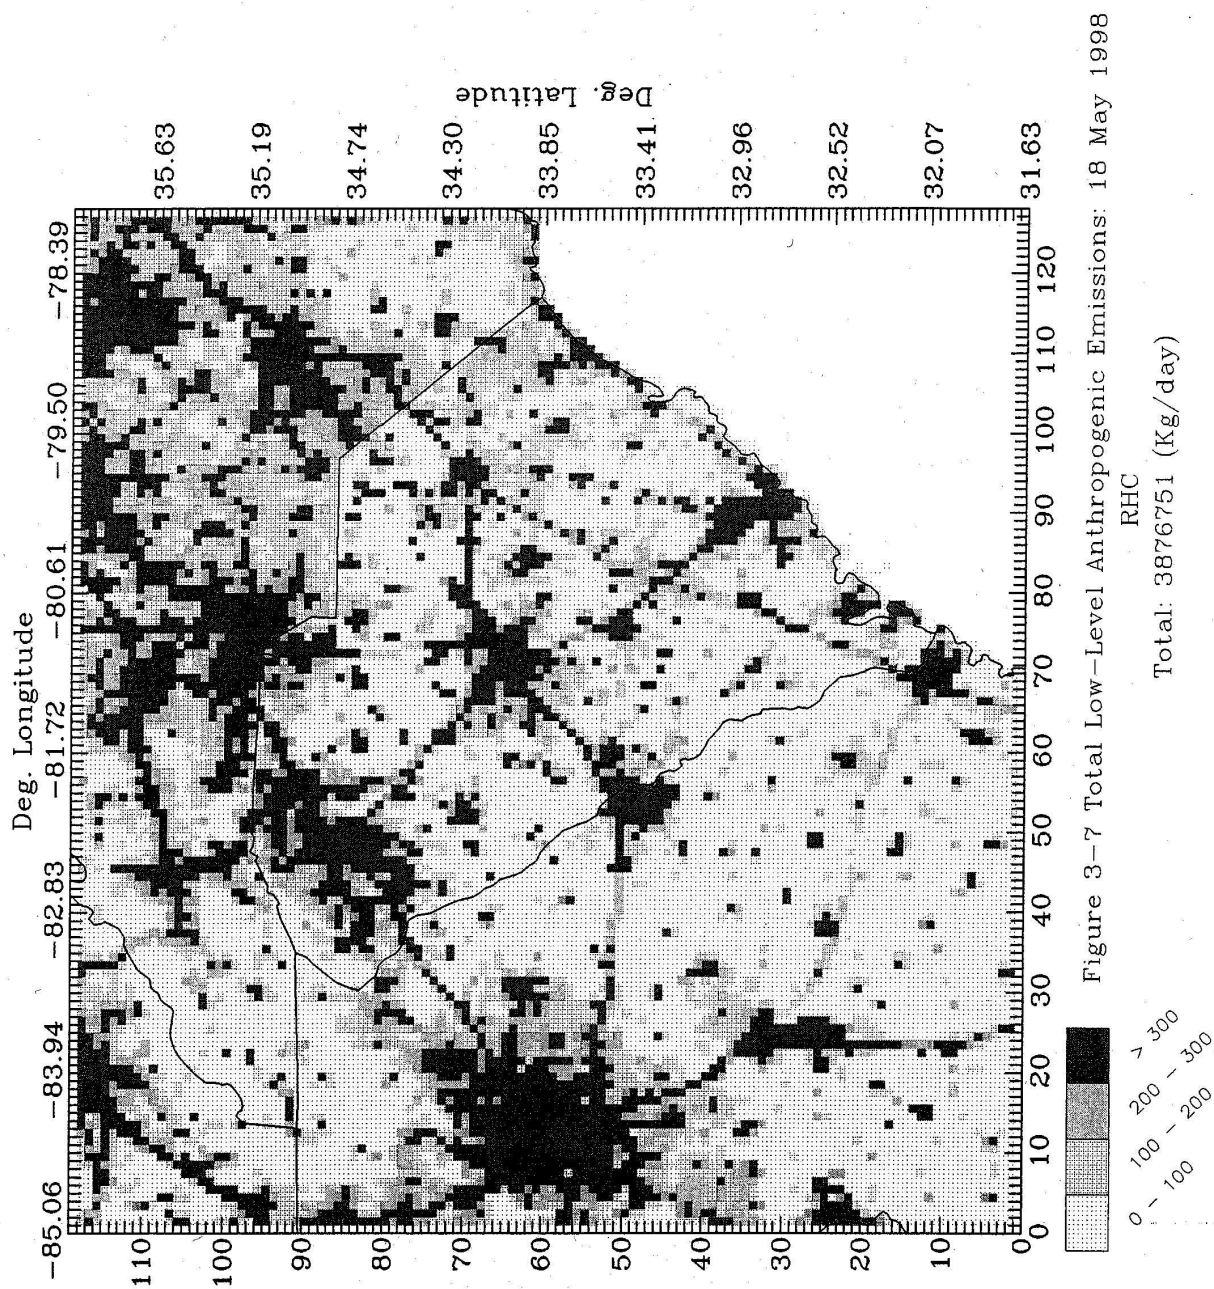 Deg. Longitude
-85.06 -83.94 -82.83 -81.72 -80.61 -79.50 -78.39
110
100
90
80
70
60
50
40
30
20
10
0
35.63
35.19
34.74
34.30
33.85
33.41
32.96
32.52
32.07
31.63
Deg. Latitude
0 10 20 30 40 50 60 70 80 90 100 110 120
Figure 3-7 Total Low-Level Anthropogenic Emissions: 18 May 1998
RHC
Total: 3876751 (Kg/day)
> 300
200 - 300
100 - 200
0 - 100